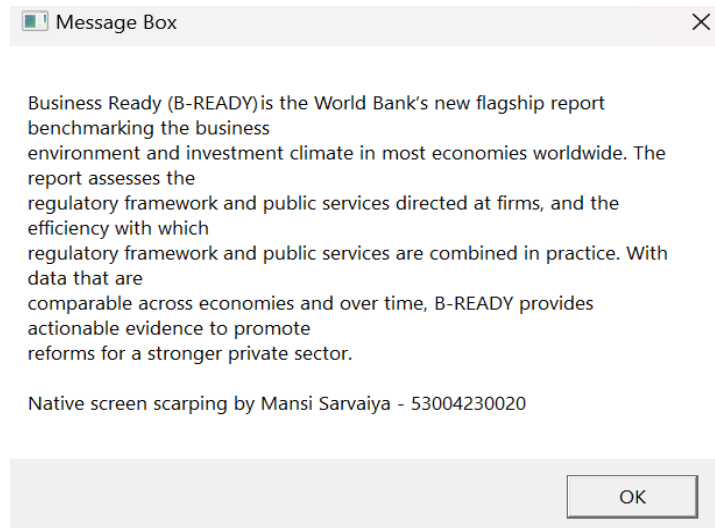 Message Box
Business Ready (B-READY) is the World Bank's new flagship report
benchmarking the business
environment and investment climate in most economies worldwide. The
report assesses the
regulatory framework and public services directed at firms, and the
efficiency with which
regulatory framework and public services are combined in practice. With
data that are
comparable across economies and over time, B-READY provides
actionable evidence to promote
reforms for a stronger private sector.
Native screen scarping by Mansi Sarvaiya - 53004230020
OK